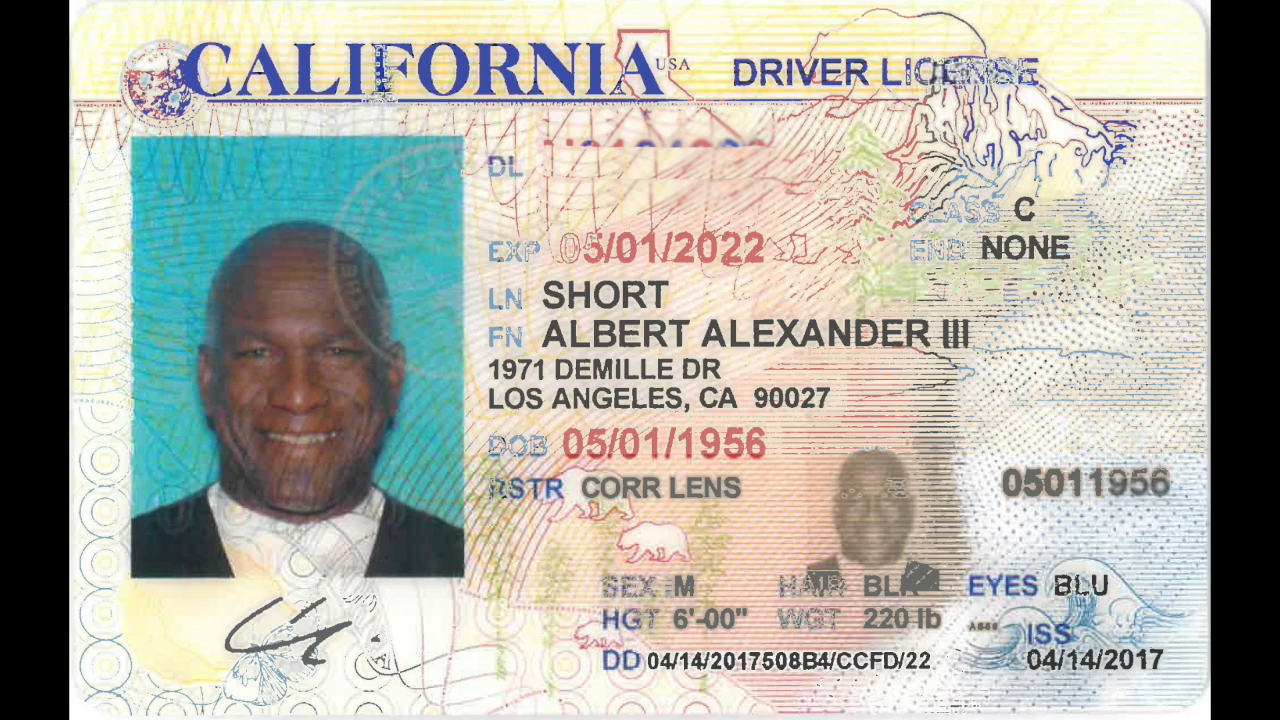 CALIFORNIA USA DRIVER LICENSE
DL
CLASS C
EXP 05/01/2022 END NONE
LN SHORT
FN ALBERT ALEXANDER III
1971 DEMILLE DR
LOS ANGELES, CA 90027
DOB 05/01/1956
RSTR CORR LENS 05011956
SEX M HAIR BLK EYES BLU
HGT 6'-00" WGT 220 lb ISS
DD 04/14/2017508B4/CCFD/22 04/14/2017